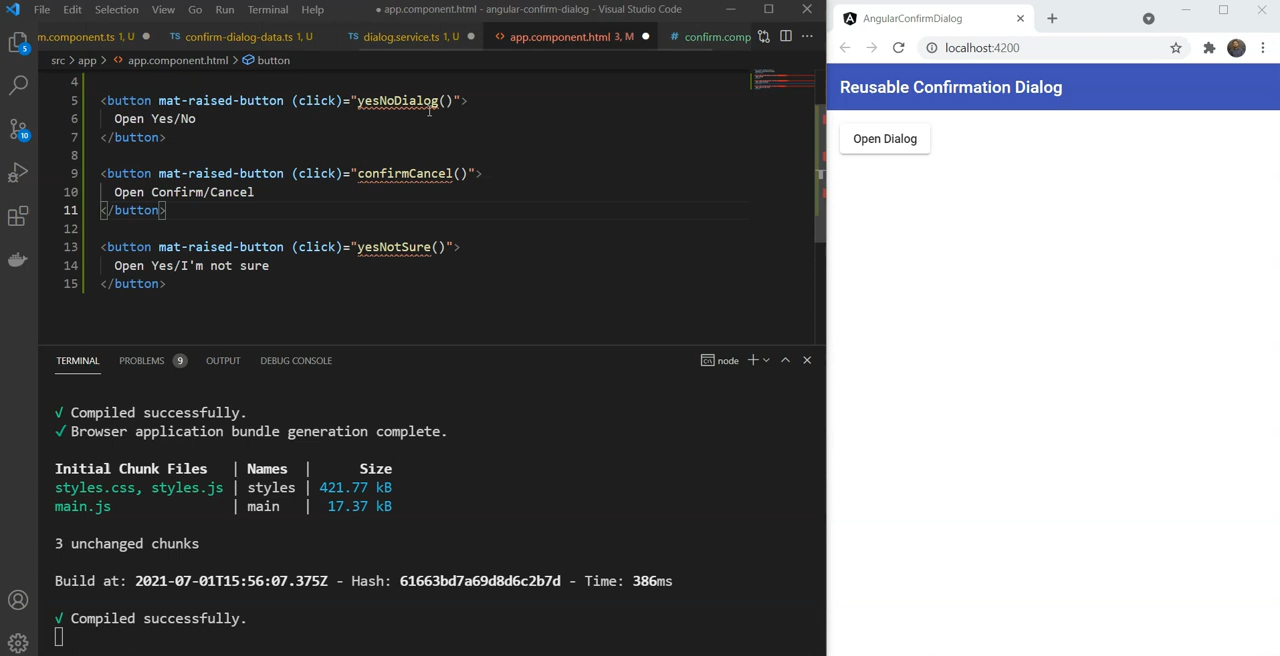 File Edit Selection View Go Run Terminal Help
● app.component.html - angular-confirm-dialog - Visual Studio Code
m.component.ts 1, U
TS confirm-dialog-data.ts 1, U
TS dialog.service.ts 1, U
<> app.component.html 3, M
# confirm.comp
src > app > <> app.component.html > button
4
5 <button mat-raised-button (click)="yesNoDialog()">
6 Open Yes/No
7 </button>
8
9 <button mat-raised-button (click)="confirmCancel()">
10 Open Confirm/Cancel
11 </button>
12
13 <button mat-raised-button (click)="yesNotSure()">
14 Open Yes/I'm not sure
15 </button>
5
10
TERMINAL PROBLEMS 9 OUTPUT DEBUG CONSOLE
node
√ Compiled successfully.
✓ Browser application bundle generation complete.
Initial Chunk Files | Names | Size
styles.css, styles.js | styles | 421.77 kB
main.js | main | 17.37 kB
3 unchanged chunks
Build at: 2021-07-01T15:56:07.375Z - Hash: 61663bd7a69d8d6c2b7d - Time: 386ms
√ Compiled successfully.
AngularConfirmDialog
localhost:4200
Reusable Confirmation Dialog
Open Dialog